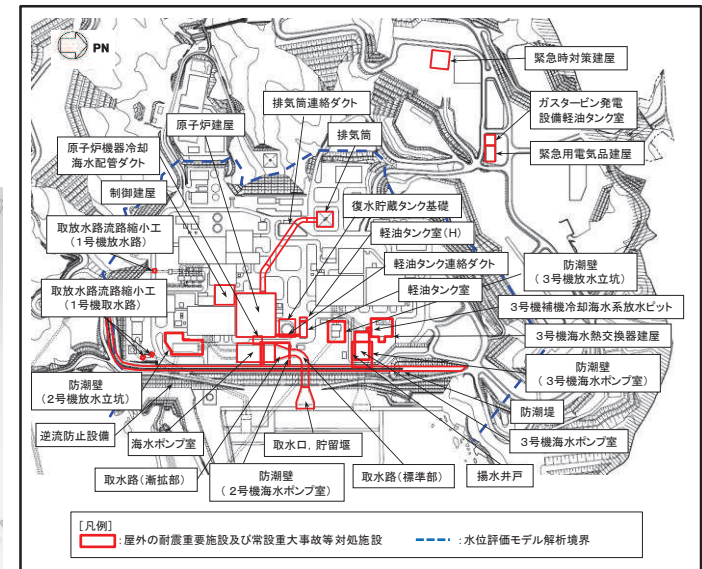 PN
緊急時対策建屋
排気筒連絡ダクト
ガスタービン発電
設備軽油タンク室
原子炉建屋
排気筒
原子炉機器冷却
海水配管ダクト
緊急用電気品建屋
制御建屋
復水貯蔵タンク基礎
取放水路流路縮小工
(1号機放水路)
軽油タンク室(H)
軽油タンク連絡ダクト
防潮壁
(3号機放水立坑)
取放水路流路縮小工
(1号機取水路)
軽油タンク室
3号機補機冷却海水系放水ピット
3号機海水熱交換器建屋
防潮壁
(2号機放水立坑)
防潮壁
(3号機海水ポンプ室)
防潮堤
逆流防止設備
海水ポンプ室
取水口,貯留堰
3号機海水ポンプ室
取水路(漸拡部)
防潮壁
(2号機海水ポンプ室)
取水路(標準部)
揚水井戸
[凡例]
:屋外の耐震重要施設及び常設重大事故等対処施設
:水位評価モデル解析境界